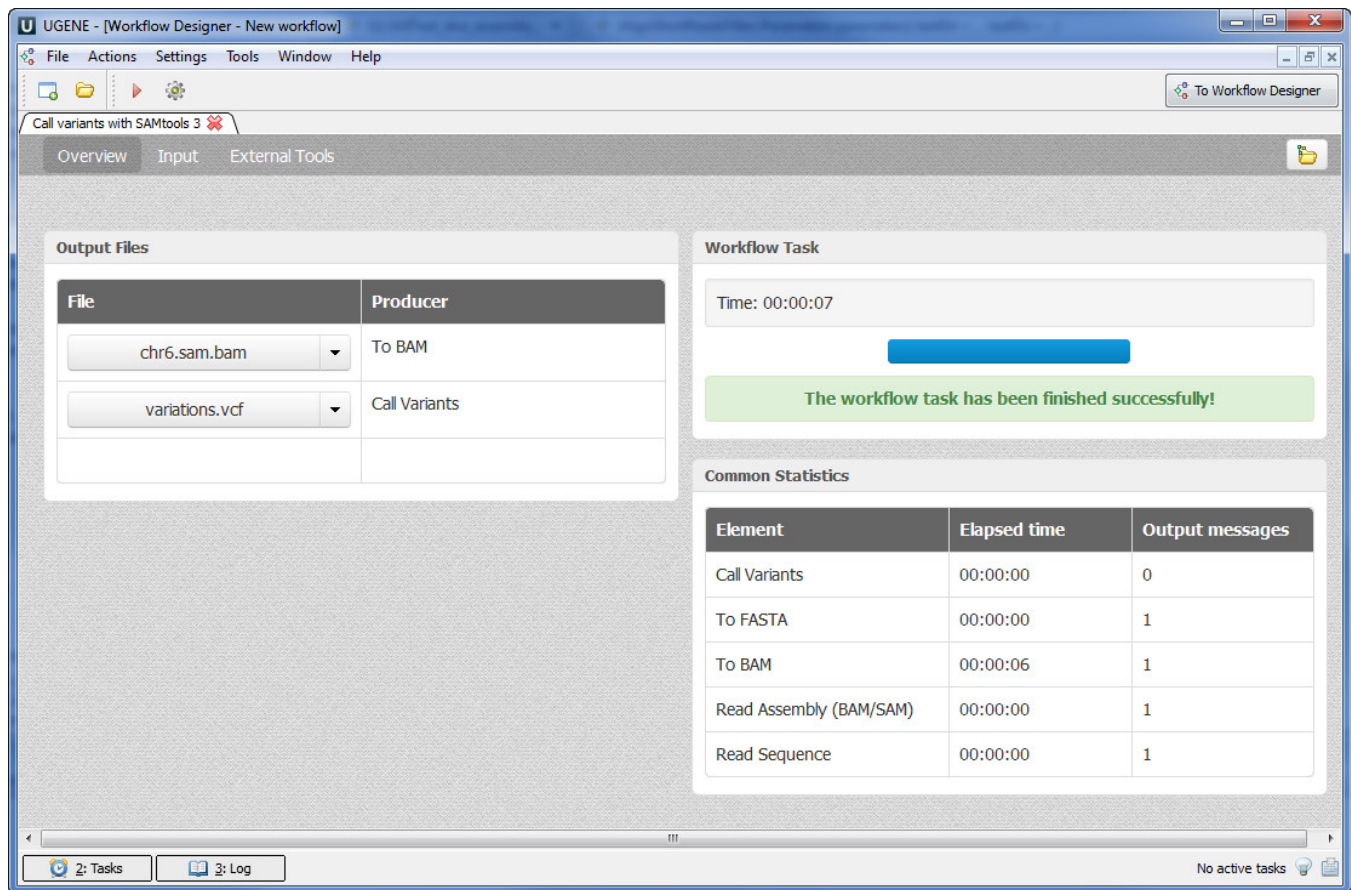 UGENE - [Workflow Designer - New workflow]
File Actions Settings Tools Window Help
To Workflow Designer
Call variants with SAMtools 3
Overview Input External Tools
Output Files
File Producer
chr6.sam.bam To BAM
variations.vcf Call Variants
Workflow Task
Time: 00:00:07
The workflow task has been finished successfully!
Common Statistics
Element Elapsed time Output messages
Call Variants 00:00:00 0
To FASTA 00:00:00 1
To BAM 00:00:06 1
Read Assembly (BAM/SAM) 00:00:00 1
Read Sequence 00:00:00 1
2: Tasks 3: Log No active tasks